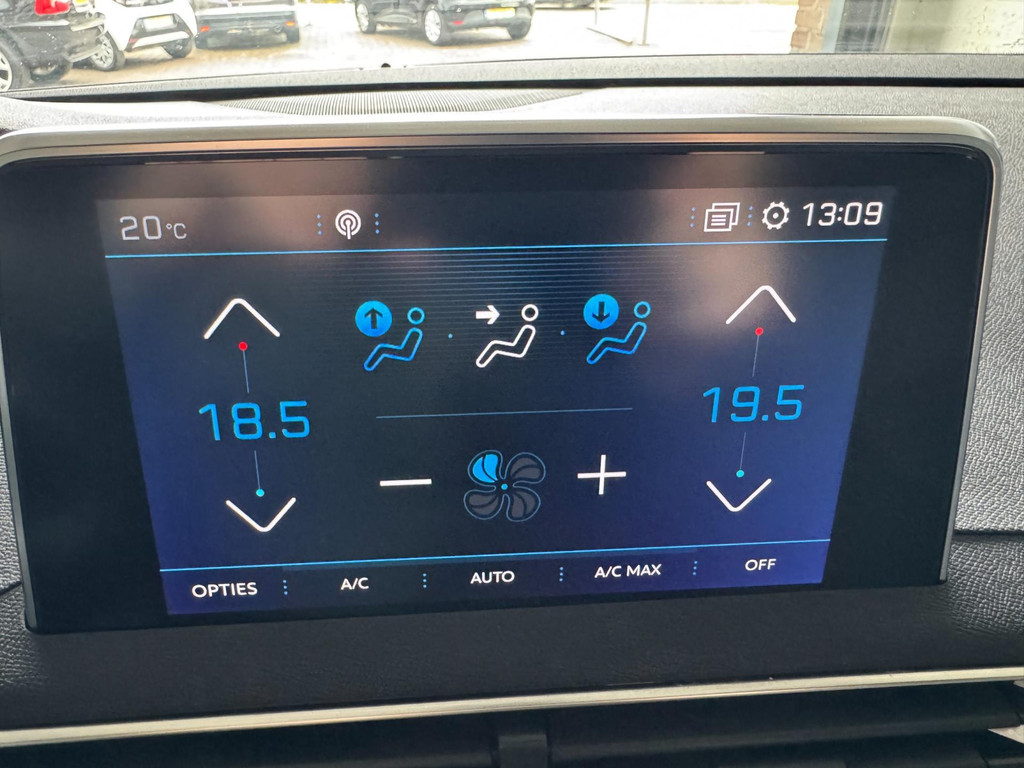 20°C 13:09
18.5 19.5
OPTIES A/C AUTO A/C MAX OFF